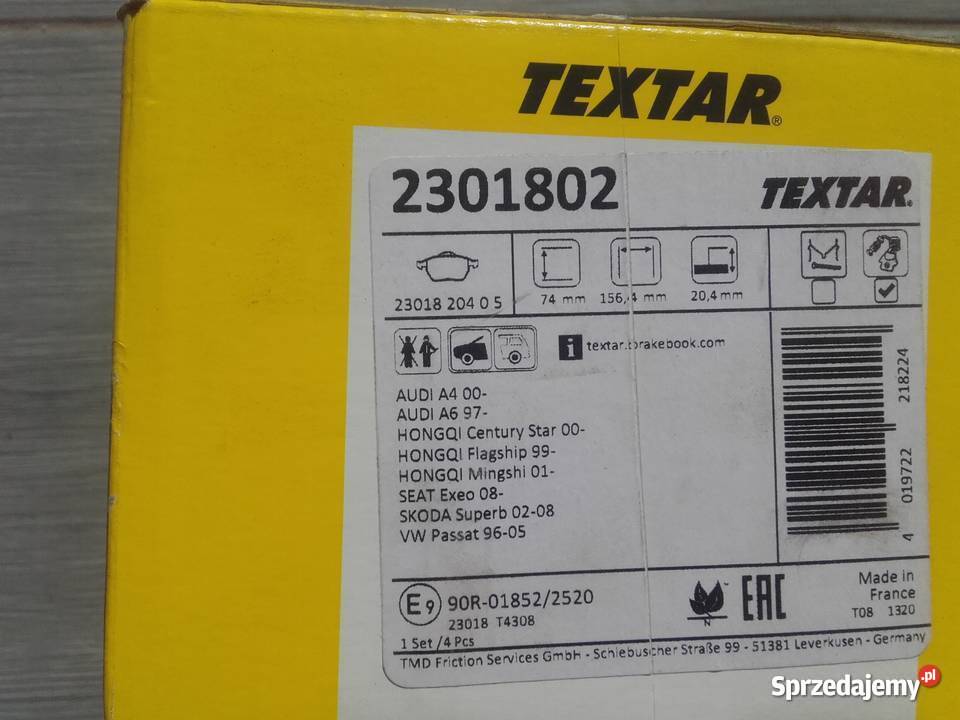 TEXTAR®
2301802
TEXTAR®
23018 204 0 5
74 mm
156,4 mm
20,4 mm
i textar.brakebook.com
AUDI A4 00-
AUDI A6 97-
HONGQI Century Star 00-
HONGQI Flagship 99-
HONGQI Mingshi 01-
SEAT Exeo 08-
SKODA Superb 02-08
VW Passat 96-05
4 019722 218224
E9 90R-01852/2520
23018 T4308
1 Set /4 Pcs
N
™
EAC
Made in
France
T08 1320
TMD Friction Services GmbH - Schlebuscher Straße 99 - 51381 Leverkusen - Germany
Sprzedajemy.pl